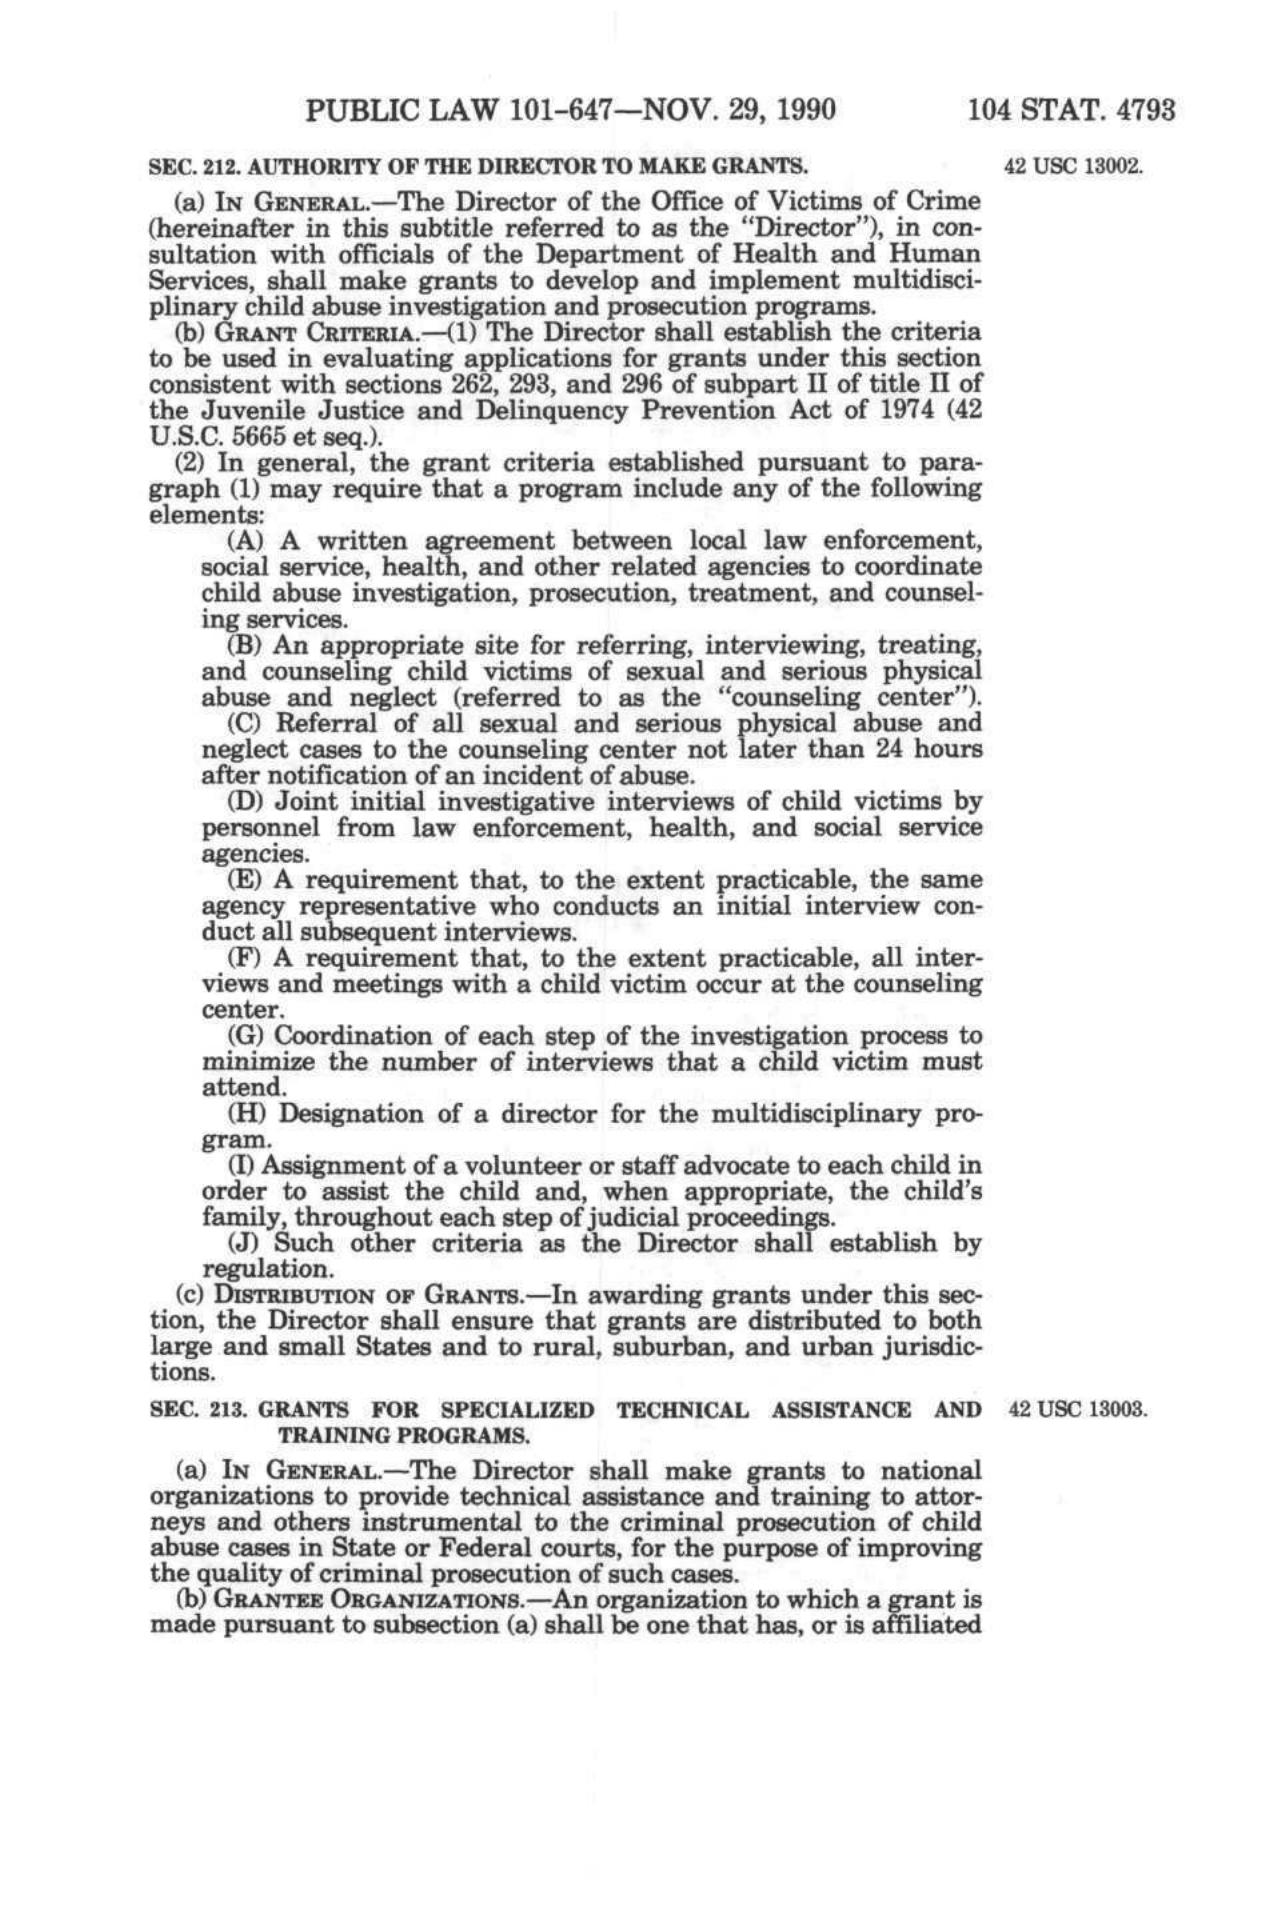 PUBLIC LAW 101-647—NOV. 29, 1990 104 STAT. 4793
SEC. 212. AUTHORITY OF THE DIRECTOR TO MAKE GRANTS. 42 USC 13002.
(a) IN GENERAL.—The Director of the Office of Victims of Crime
(hereinafter in this subtitle referred to as the “Director”), in con-
sultation with officials of the Department of Health and Human
Services, shall make grants to develop and implement multidisci-
plinary child abuse investigation and prosecution programs.
(b) GRANT CRITERIA.—(1) The Director shall establish the criteria
to be used in evaluating applications for grants under this section
consistent with sections 262, 293, and 296 of subpart II of title II of
the Juvenile Justice and Delinquency Prevention Act of 1974 (42
U.S.C. 5665 et seq.).
(2) In general, the grant criteria established pursuant to para-
graph (1) may require that a program include any of the following
elements:
(A) A written agreement between local law enforcement,
social service, health, and other related agencies to coordinate
child abuse investigation, prosecution, treatment, and counsel-
ing services.
(B) An appropriate site for referring, interviewing, treating,
and counseling child victims of sexual and serious physical
abuse and neglect (referred to as the “counseling center”).
(C) Referral of all sexual and serious physical abuse and
neglect cases to the counseling center not later than 24 hours
after notification of an incident of abuse.
(D) Joint initial investigative interviews of child victims by
personnel from law enforcement, health, and social service
agencies.
(E) A requirement that, to the extent practicable, the same
agency representative who conducts an initial interview con-
duct all subsequent interviews.
(F) A requirement that, to the extent practicable, all inter-
views and meetings with a child victim occur at the counseling
center.
(G) Coordination of each step of the investigation process to
minimize the number of interviews that a child victim must
attend.
(H) Designation of a director for the multidisciplinary pro-
gram.
(I) Assignment of a volunteer or staff advocate to each child in
order to assist the child and, when appropriate, the child’s
family, throughout each step of judicial proceedings.
(J) Such other criteria as the Director shall establish by
regulation.
(c) DISTRIBUTION OF GRANTS.—In awarding grants under this sec-
tion, the Director shall ensure that grants are distributed to both
large and small States and to rural, suburban, and urban jurisdic-
tions.
SEC. 213. GRANTS FOR SPECIALIZED TECHNICAL ASSISTANCE AND 42 USC 13003.
TRAINING PROGRAMS.
(a) IN GENERAL.—The Director shall make grants to national
organizations to provide technical assistance and training to attor-
neys and others instrumental to the criminal prosecution of child
abuse cases in State or Federal courts, for the purpose of improving
the quality of criminal prosecution of such cases.
(b) GRANTEE ORGANIZATIONS.—An organization to which a grant is
made pursuant to subsection (a) shall be one that has, or is affiliated